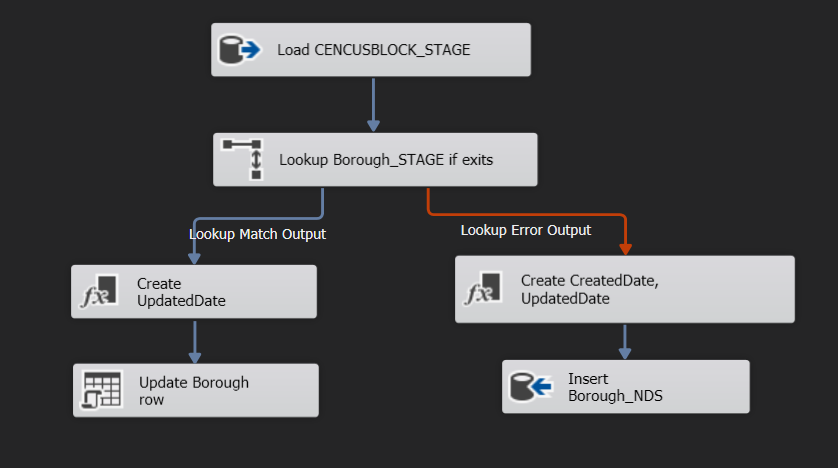 Load CENCUSBLOCK_STAGE
Lookup Borough_STAGE if exits
Lookup Match Output
Lookup Error Output
Create
UpdatedDate
Create CreatedDate,
UpdatedDate
Update Borough
row
Insert
Borough_NDS